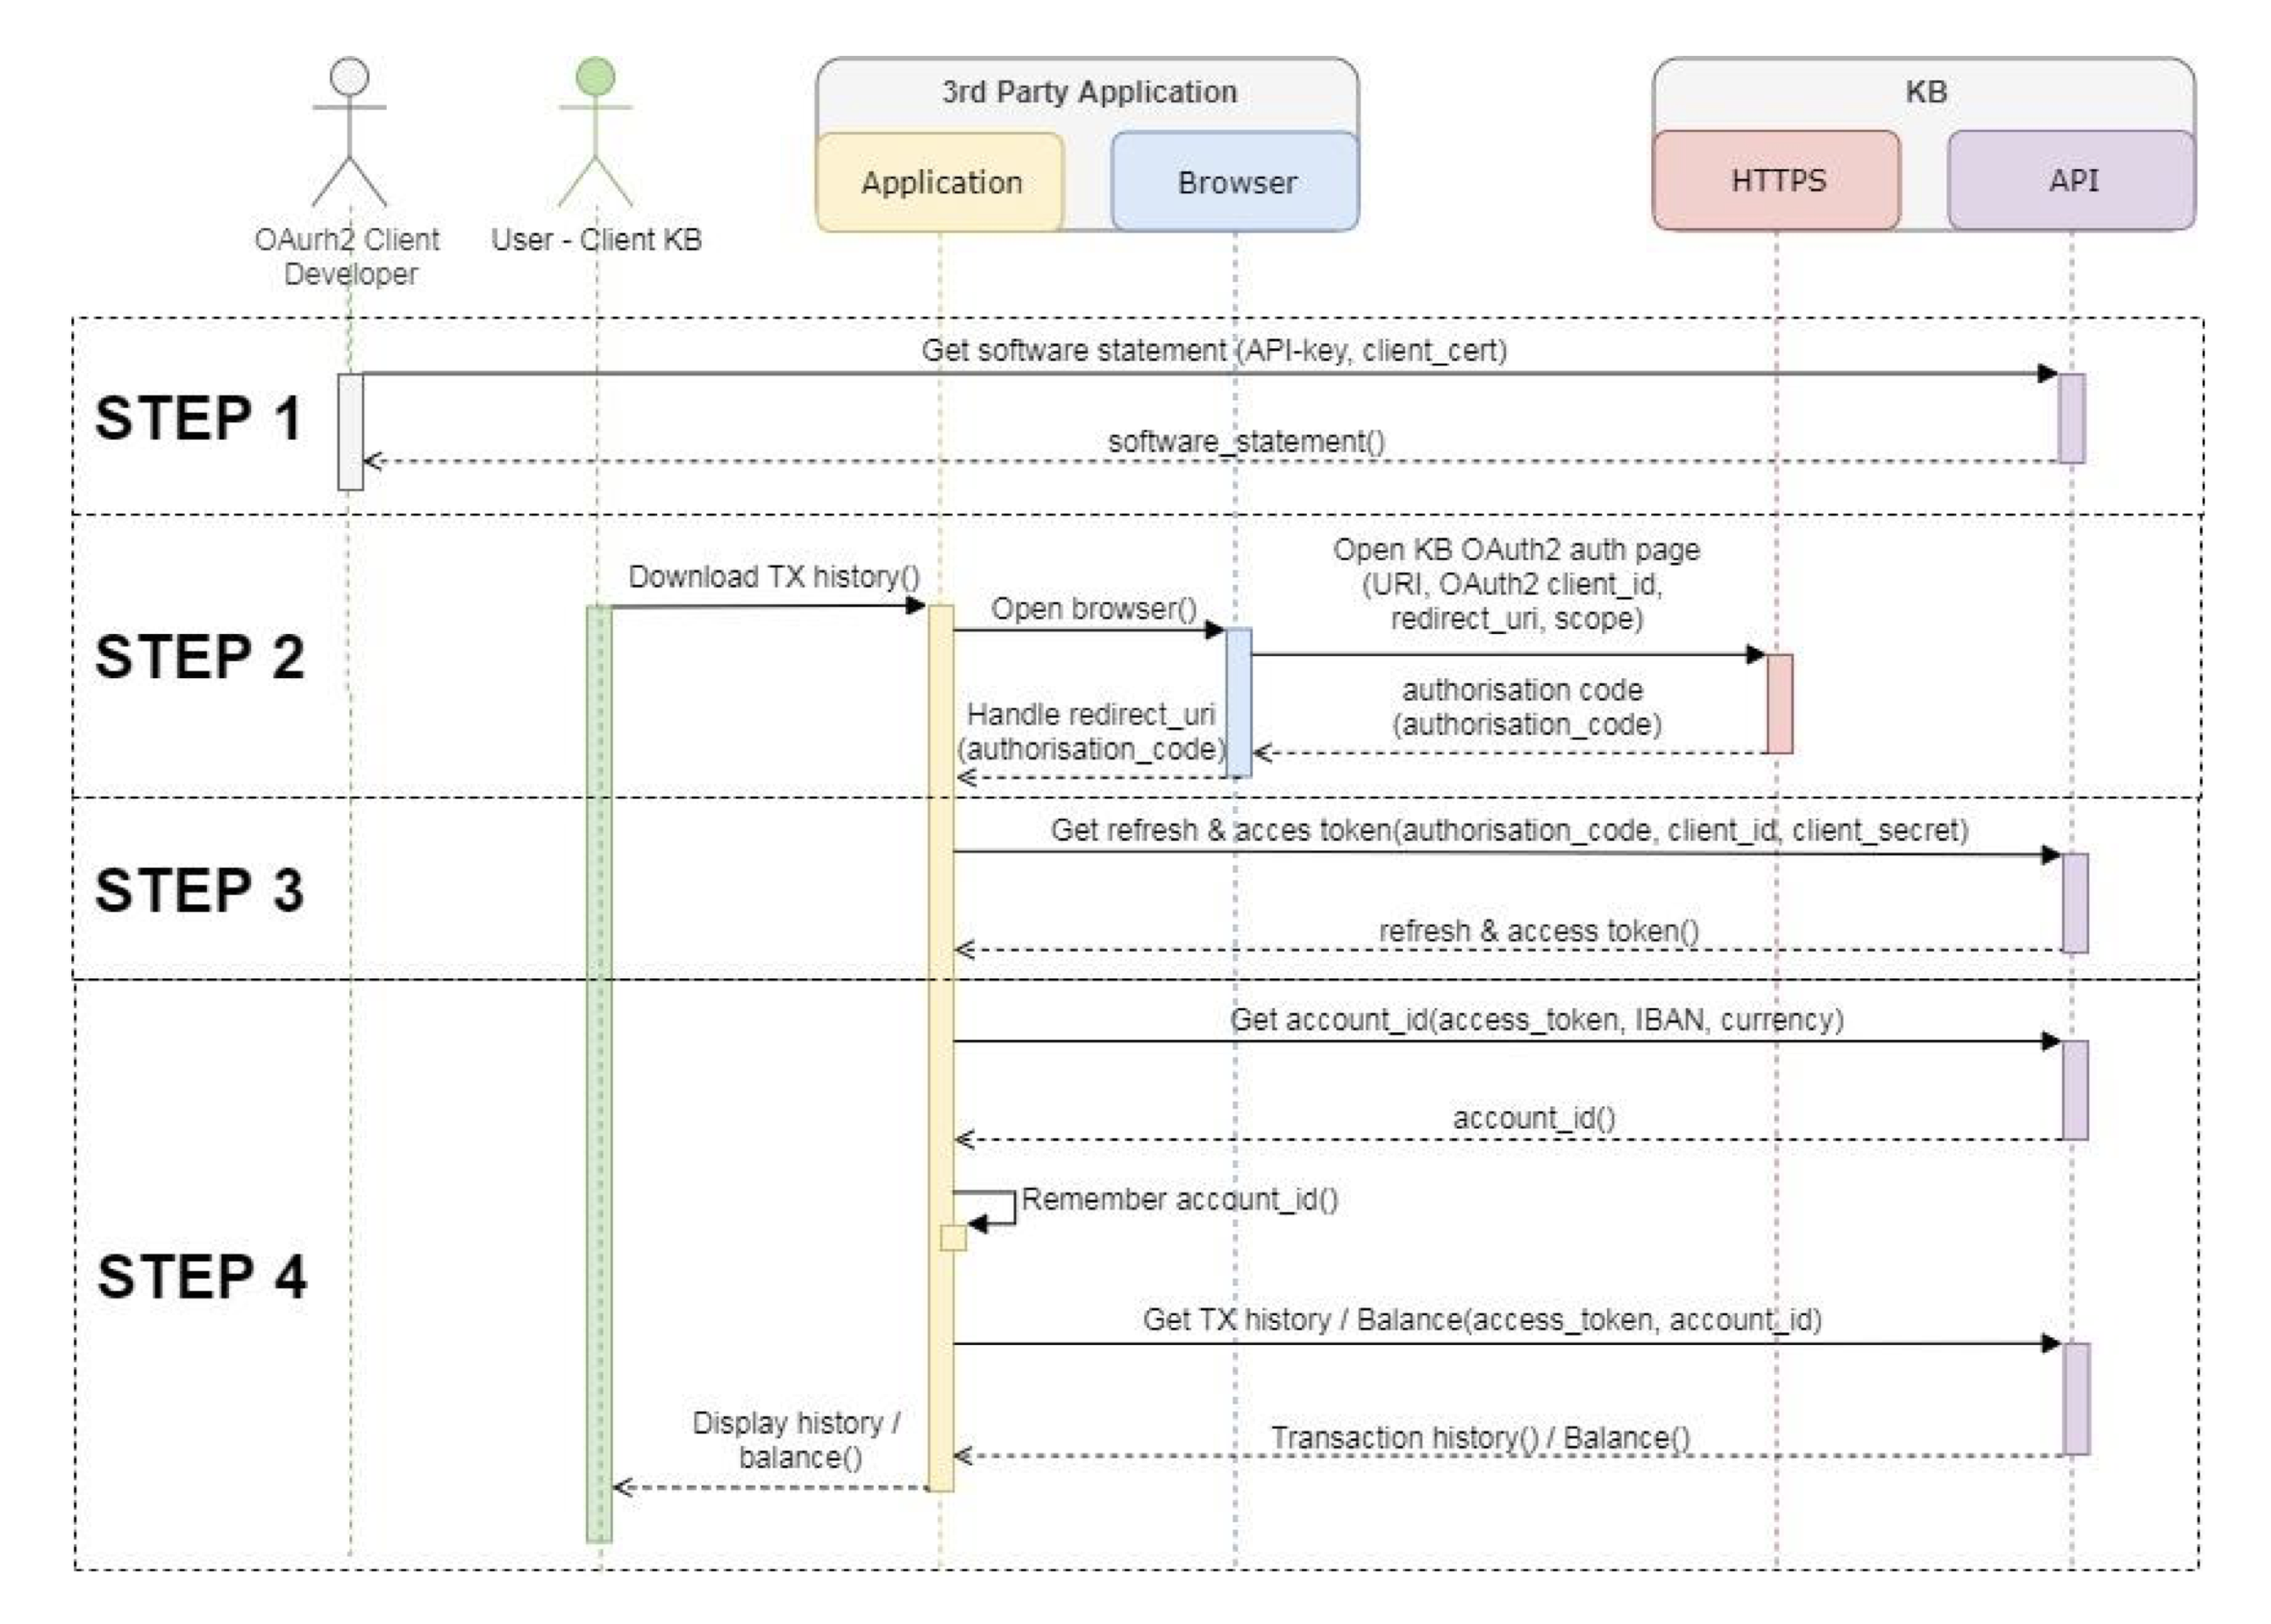 3rd Party Application
KB
Application
Browser
HTTPS
API
OAurh2 Client
Developer
User - Client KB
STEP 1
Get software statement (API-key, client_cert)
software_statement()
STEP 2
Download TX history()
Open browser()
Open KB OAuth2 auth page
(URI, OAuth2 client_id,
redirect_uri, scope)
authorisation code
(authorisation_code)
Handle redirect_uri
(authorisation_code)
STEP 3
Get refresh & acces token(authorisation_code, client_id, client_secret)
refresh & access token()
STEP 4
Get account_id(access_token, IBAN, currency)
account_id()
Remember account_id()
Get TX history / Balance(access_token, account_id)
Transaction history() / Balance()
Display history /
balance()